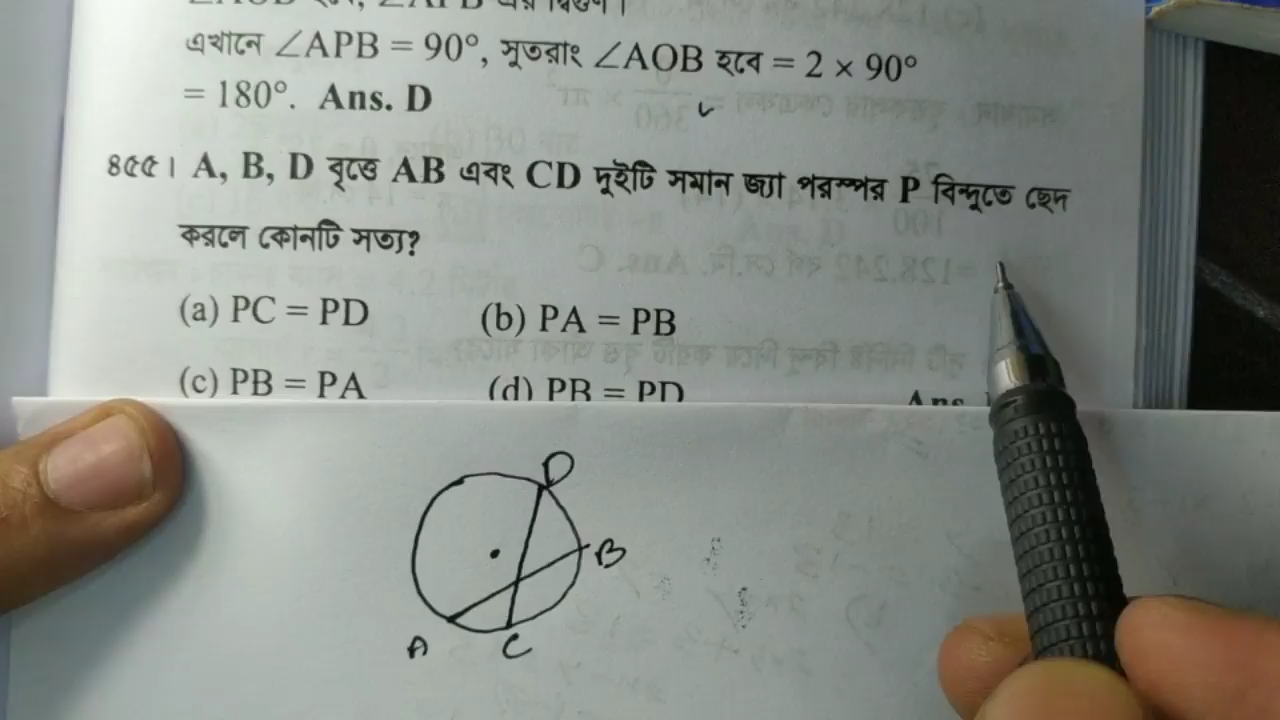 এখানে ∠APB = 90°, সুতরাং ∠AOB হবে = 2 × 90°
= 180°. Ans. D
৪৫৫। A, B, D বৃত্তে AB এবং CD দুইটি সমান জ্যা পরস্পর P বিন্দুতে ছেদ
করলে কোনটি সত্য?
(a) PC = PD (b) PA = PB
(c) PB = PA (d) PB = PD
Ans.
D
B
A
C